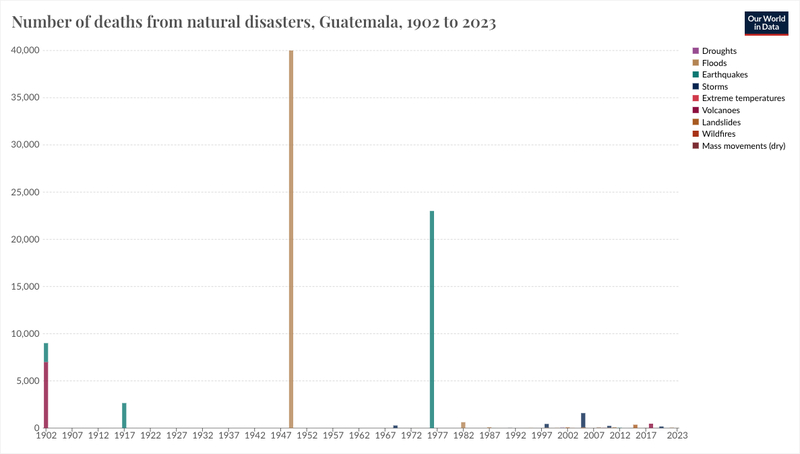 Number of deaths from natural disasters, Guatemala, 1902 to 2023
Our World
in Data
40,000
35,000
30,000
25,000
20,000
15,000
10,000
5,000
0
1902 1907 1912 1917 1922 1927 1932 1937 1942 1947 1952 1957 1962 1967 1972 1977 1982 1987 1992 1997 2002 2007 2012 2017 2023
Droughts
Floods
Earthquakes
Storms
Extreme temperatures
Volcanoes
Landslides
Wildfires
Mass movements (dry)